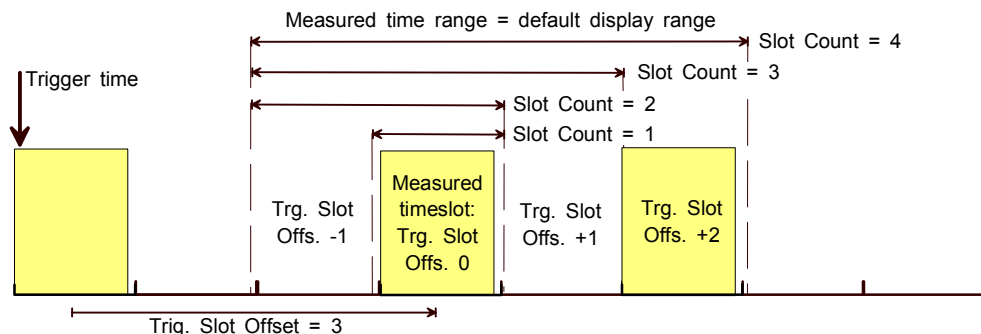 Measured time range = default display range
Slot Count = 4
Slot Count = 3
Trigger time
Slot Count = 2
Slot Count = 1
Trg. Slot
Offs. -1
Measured
timeslot:
Trg. Slot
Offs. 0
Trg. Slot
Offs. +1
Trg. Slot
Offs. +2
Trig. Slot Offset = 3